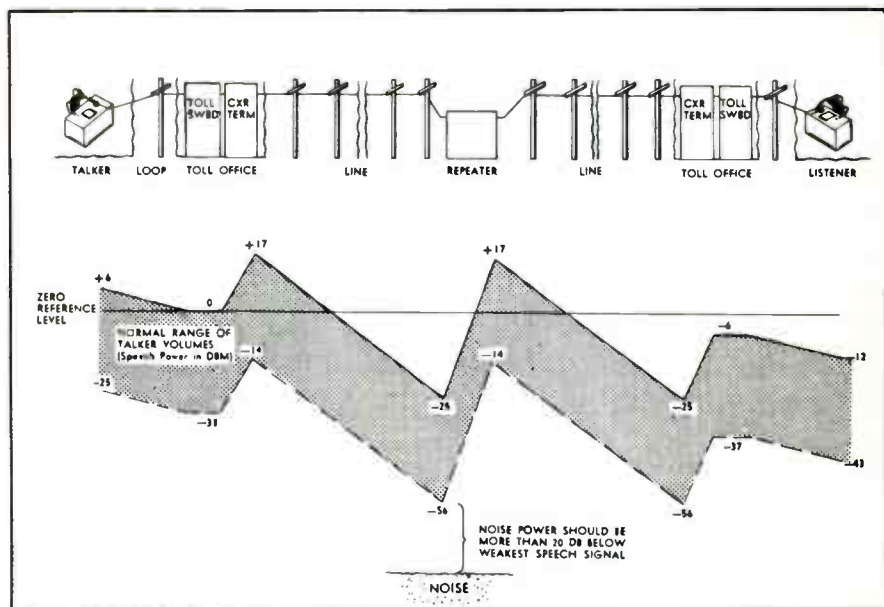 TOLL SWBD
CXR TERM
CXR TERM
TOLL SWBD
TALKER
LOOP
TOLL OFFICE
LINE
REPEATER
LINE
TOLL OFFICE
LISTENER
+17
+17
+6
0
ZERO
REFERENCE
LEVEL
-6
NORMAL RANGE OF
TALKER VOLUMES
(Speech Power in DBM)
-14
-14
-12
-25
-31
-25
-25
-37
-43
-56
-56
NOISE POWER SHOULD BE
MORE THAN 20 DB BELOW
WEAKEST SPEECH SIGNAL
NOISE